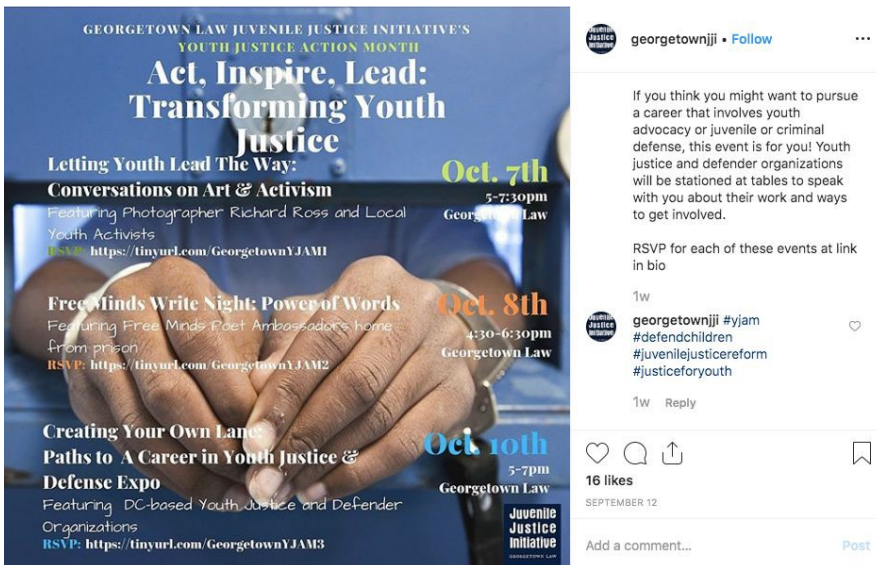 GEORGETOWN LAW JUVENILE JUSTICE INITIATIVE'S
YOUTH JUSTICE ACTION MONTH
Act, Inspire, Lead:
Transforming Youth
Justice
Letting Youth Lead The Way:
Conversations on Art & Activism
Featuring Photographer Richard Ross and Local
Youth Activists
RSVP: https://tinyurl.com/GeorgetownYJAM1
Oct. 7th
5-7:30pm
Georgetown Law
Free Minds Write Night: Power of Words
Featuring Free Minds Poet Ambassadors home
from prison
RSVP: https://tinyurl.com/GeorgetownYJAM2
Oct. 8th
4:30-6:30pm
Georgetown Law
Creating Your Own Lane:
Paths to A Career in Youth Justice &
Defense Expo
Featuring DC-based Youth Justice and Defender
Organizations
RSVP: https://tinyurl.com/GeorgetownYJAM3
Oct. 10th
5-7pm
Georgetown Law
Juvenile
Justice
Initiative
GEORGETOWN LAW
Juvenile
Justice
Initiative
georgetownjji • Follow
If you think you might want to pursue
a career that involves youth
advocacy or juvenile or criminal
defense, this event is for you! Youth
justice and defender organizations
will be stationed at tables to speak
with you about their work and ways
to get involved.
RSVP for each of these events at link
in bio
1w
Juvenile
Justice
Initiative
georgetownjji #yjam
#defendchildren
#juvenilejusticereform
#justiceforyouth
1w Reply
16 likes
SEPTEMBER 12
Add a comment... Post